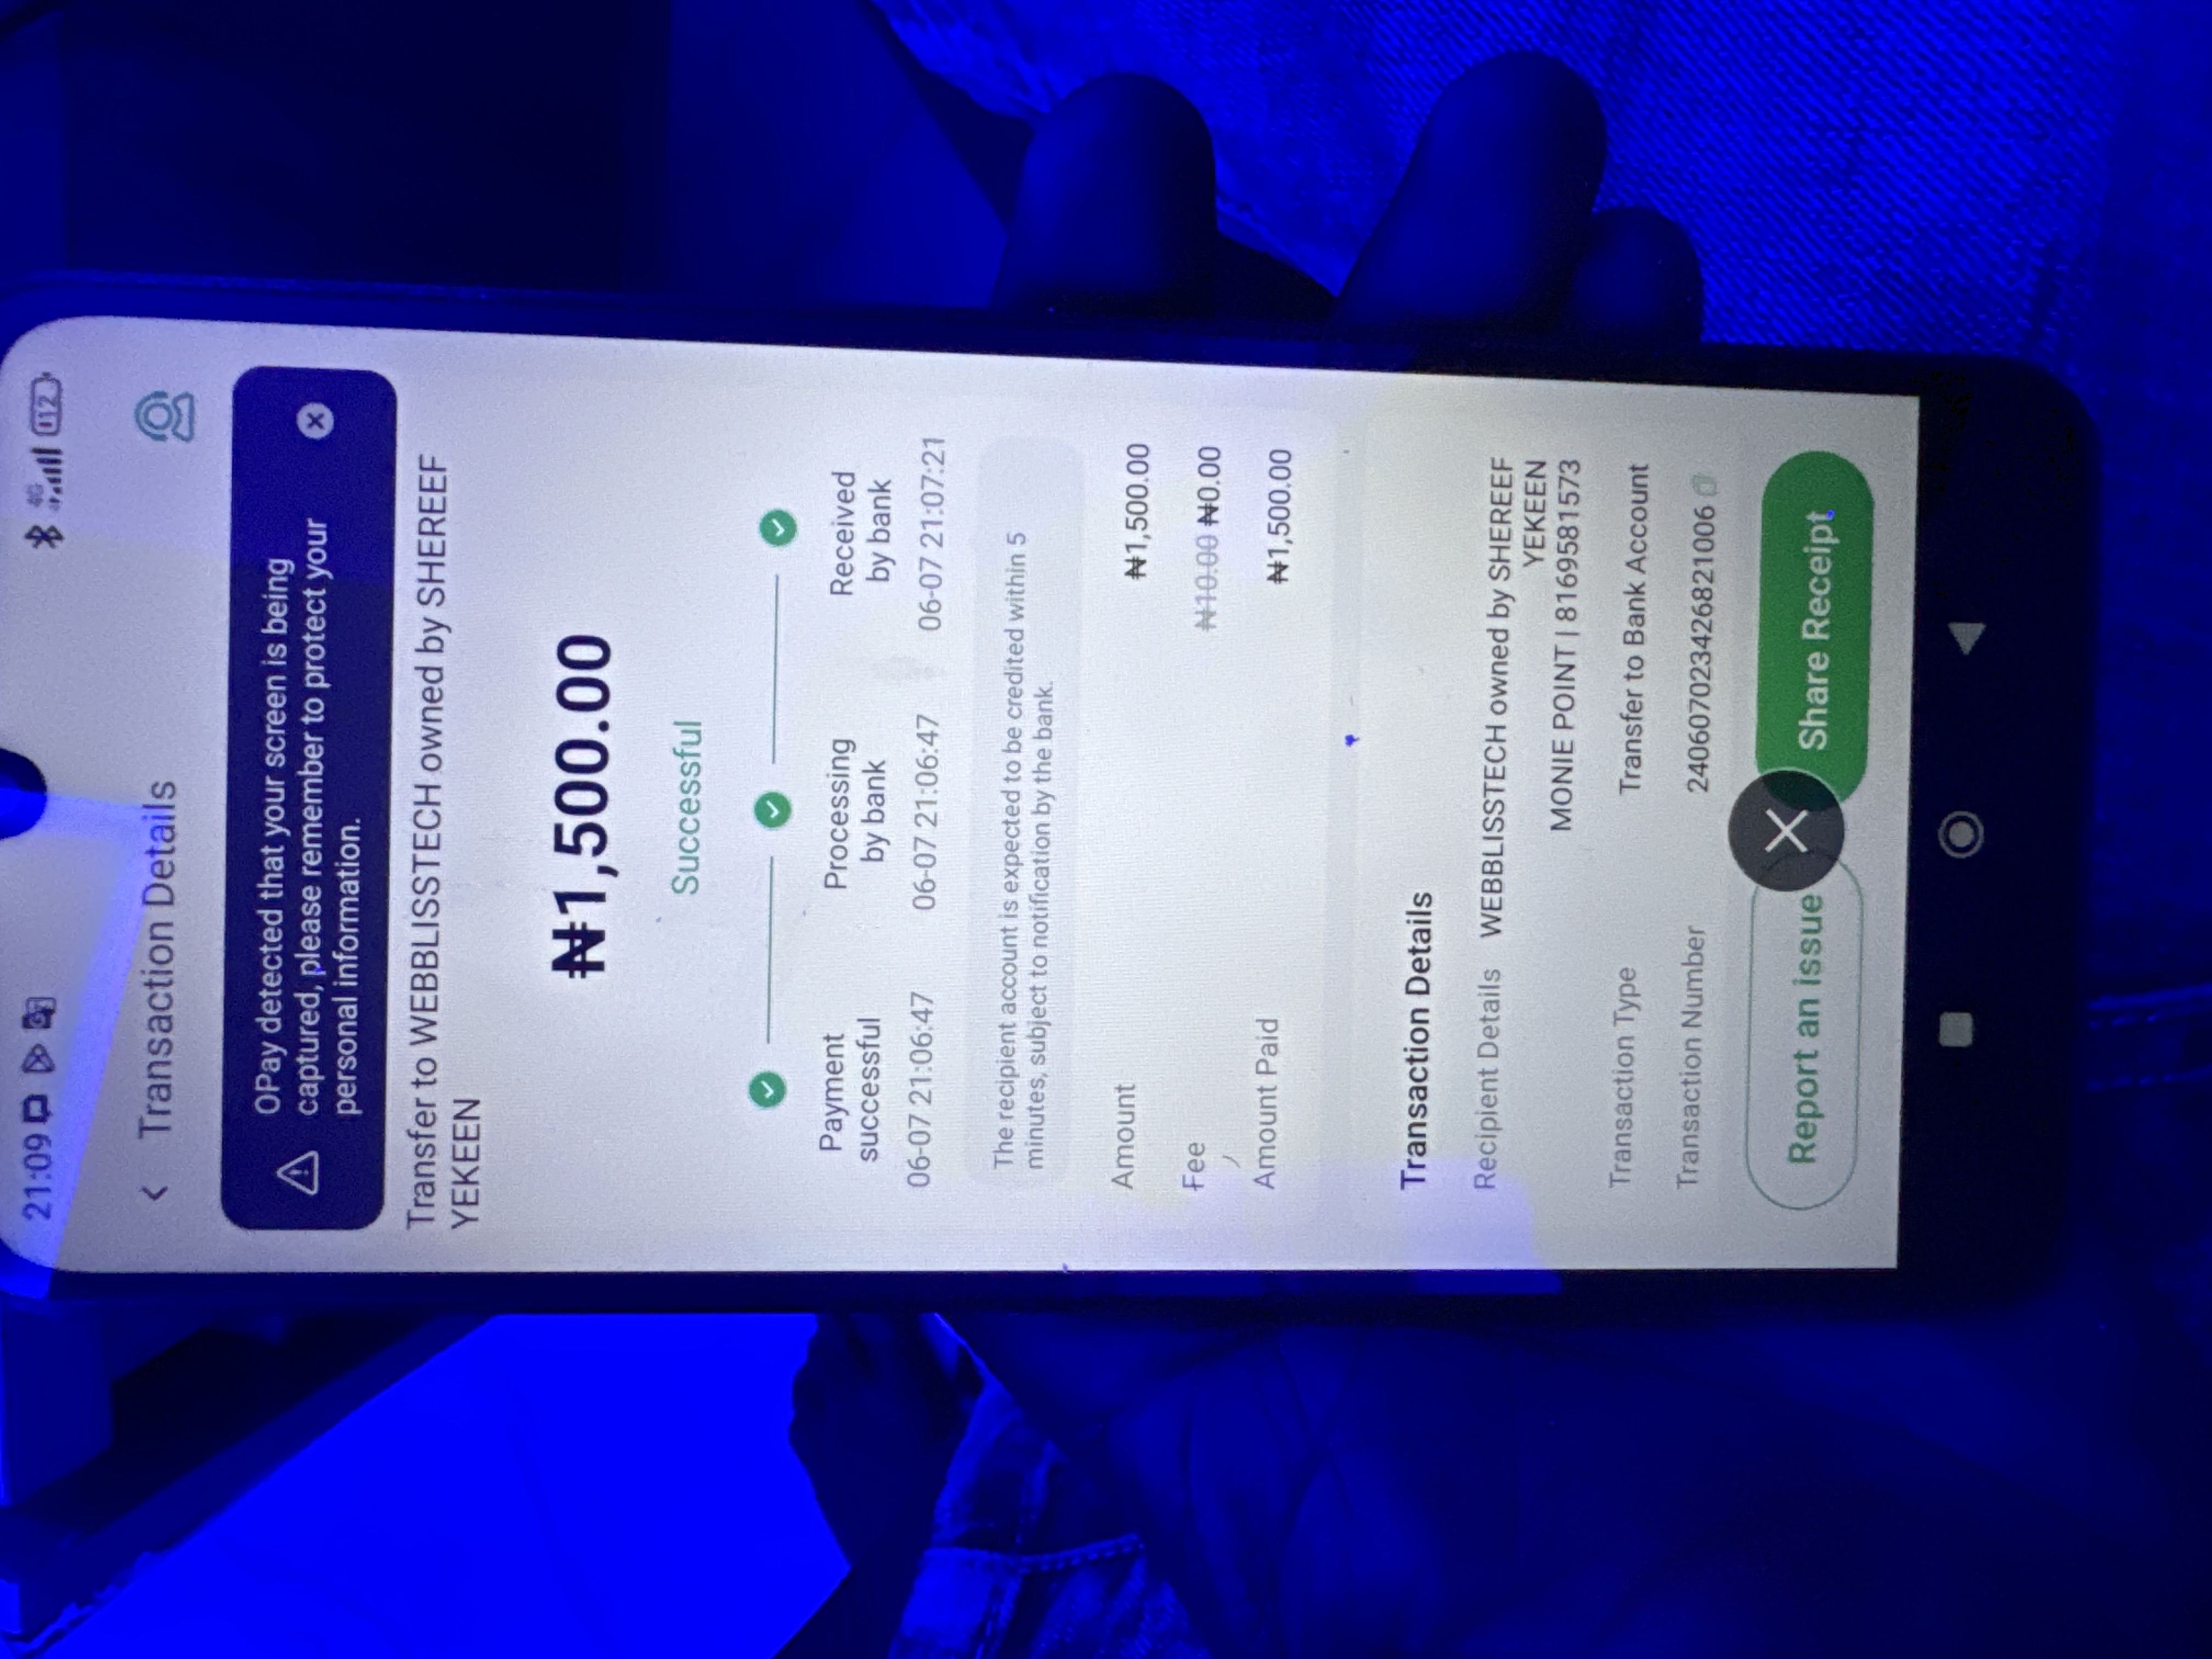 21:09
4G
12
Transaction Details
OPay detected that your screen is being
captured, please remember to protect your
personal information.
Transfer to WEBBLISSTECH owned by SHEREEF
YEKEEN
₦1,500.00
Successful
Payment
successful
06-07 21:06:47
Processing
by bank
06-07 21:06:47
Received
by bank
06-07 21:07:21
The recipient account is expected to be credited within 5
minutes, subject to notification by the bank.
Amount ₦1,500.00
Fee ₦10.00 ₦0.00
Amount Paid ₦1,500.00
Transaction Details
Recipient Details WEBBLISSTECH owned by SHEREEF
YEKEEN
MONIE POINT | 8169581573
Transaction Type Transfer to Bank Account
Transaction Number 240607023426821006
Report an issue
Share Receipt